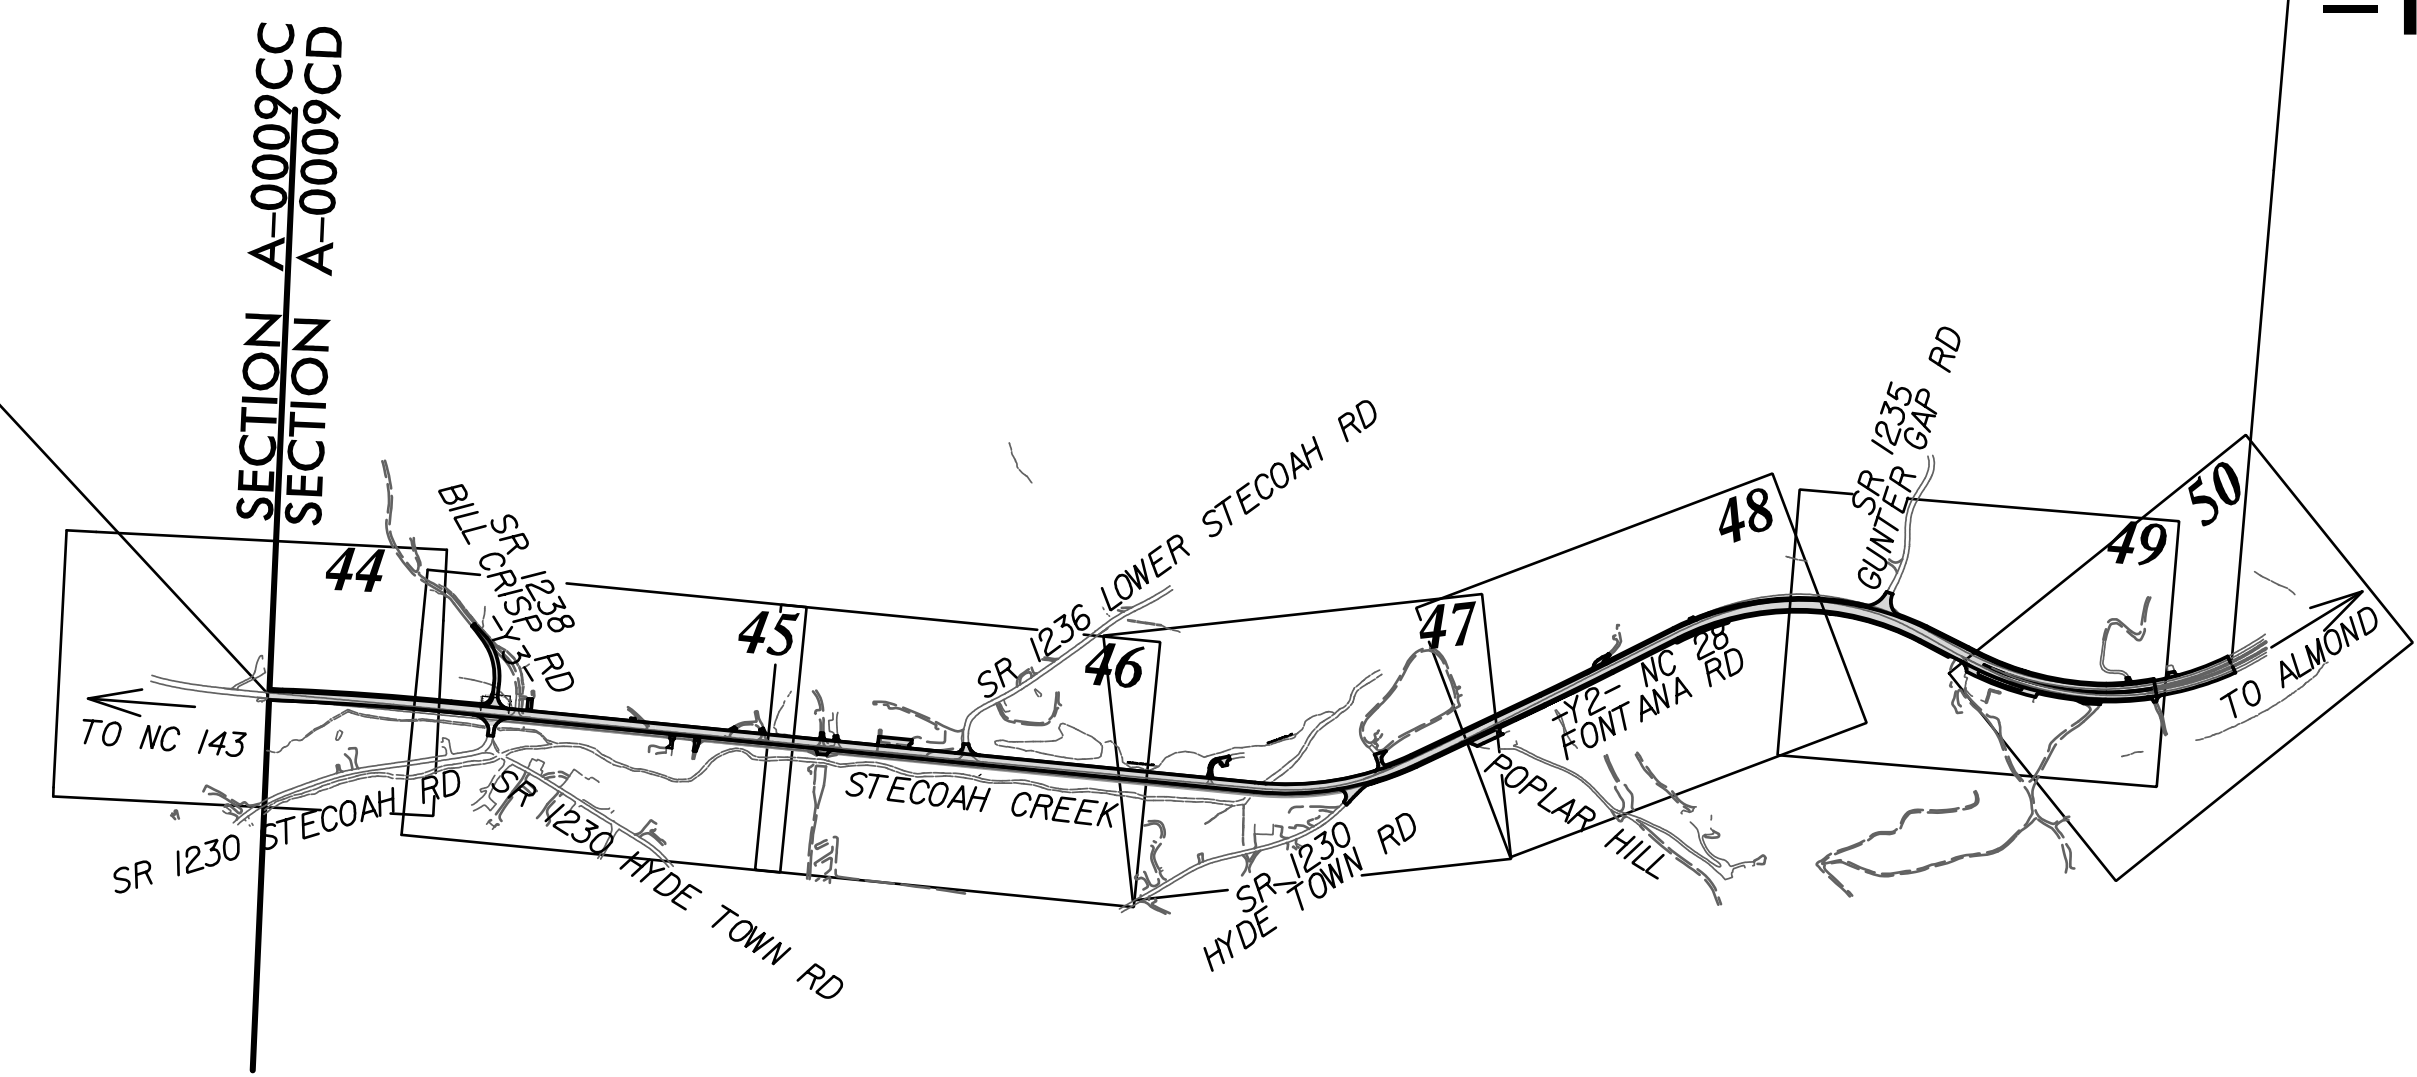 SECTION A-0009CC
SECTION A-0009CD
44
BILL CRISP RD
SR 1238
-Y3-
45
SR 1236 LOWER STECOAH RD
46
47
48
SR 1235
GUNTER GAP RD
49
50
TO NC 143
SR 1230 STECOAH RD
SR 1230 HYDE TOWN RD
STECOAH CREEK
SR 1230
HYDE TOWN RD
POPLAR HILL
-Y2- NC 28
FONTANA RD
TO ALMOND